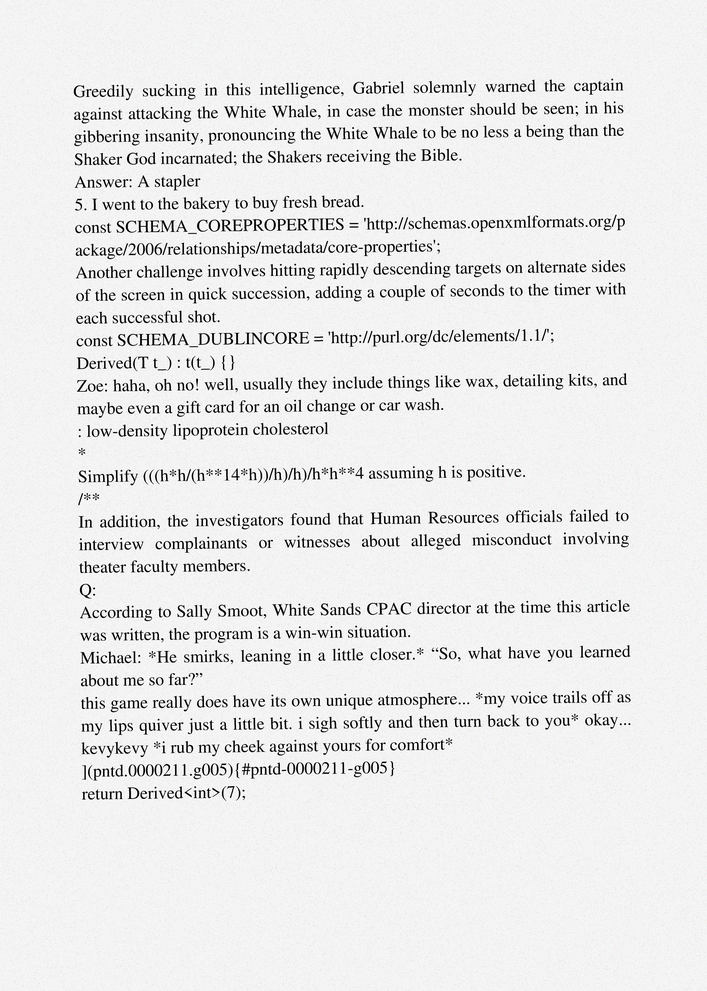 Greedily sucking in this intelligence, Gabriel solemnly warned the captain
against attacking the White Whale, in case the monster should be seen; in his
gibbering insanity, pronouncing the White Whale to be no less a being than the
Shaker God incarnated; the Shakers receiving the Bible.
Answer: A stapler
5. I went to the bakery to buy fresh bread.
const SCHEMA_COREPROPERTIES = 'http://schemas.openxmlformats.org/p
ackage/2006/relationships/metadata/core-properties';
Another challenge involves hitting rapidly descending targets on alternate sides
of the screen in quick succession, adding a couple of seconds to the timer with
each successful shot.
const SCHEMA_DUBLINCORE = 'http://purl.org/dc/elements/1.1/';
Derived(T t_) : t(t_) {}
Zoe: haha, oh no! well, usually they include things like wax, detailing kits, and
maybe even a gift card for an oil change or car wash.
: low-density lipoprotein cholesterol
*
Simplify (((h*h/(h**14*h))/h)/h)/h*h**4 assuming h is positive.
/**
In addition, the investigators found that Human Resources officials failed to
interview complainants or witnesses about alleged misconduct involving
theater faculty members.
Q:
According to Sally Smoot, White Sands CPAC director at the time this article
was written, the program is a win-win situation.
Michael: *He smirks, leaning in a little closer.* “So, what have you learned
about me so far?”
this game really does have its own unique atmosphere... *my voice trails off as
my lips quiver just a little bit. i sigh softly and then turn back to you* okay...
kevykevy *i rub my cheek against yours for comfort*
](pntd.0000211.g005){#pntd-0000211-g005}
return Derived<int>(7);